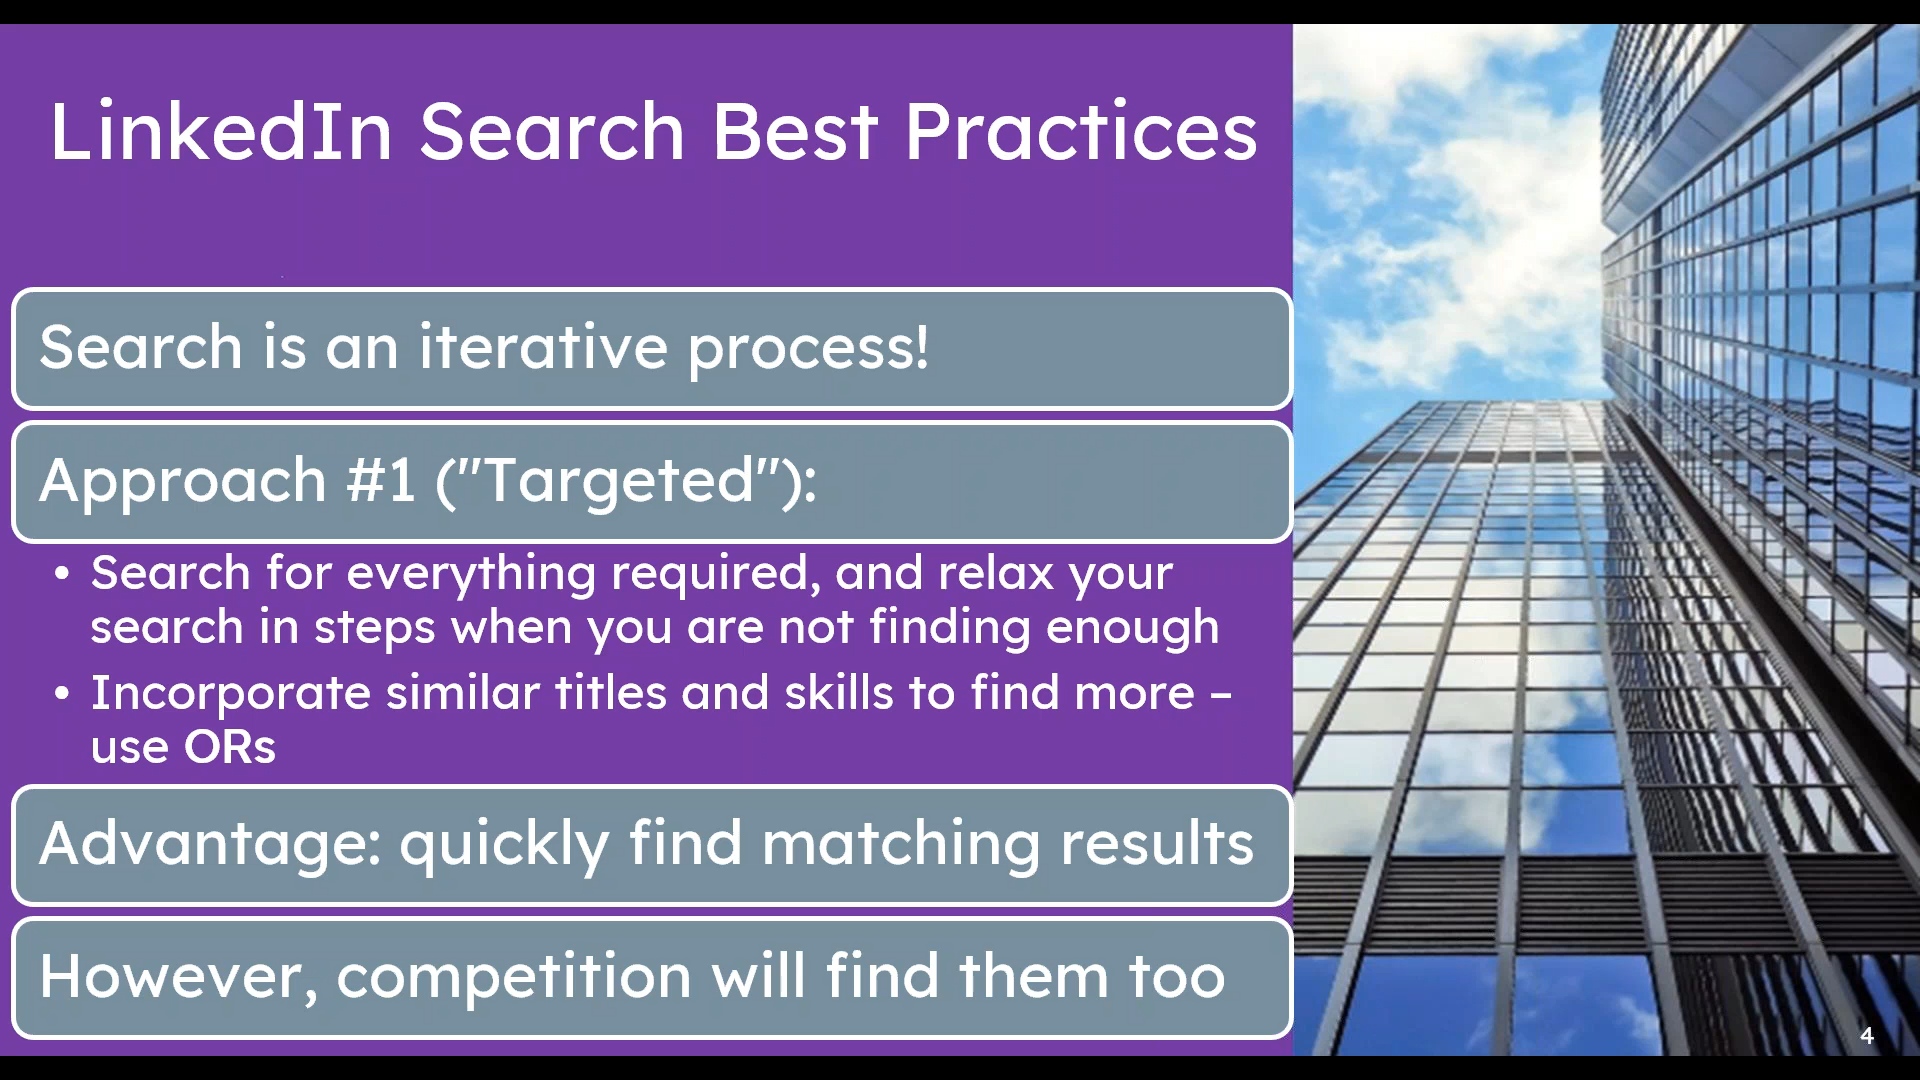 LinkedIn Search Best Practices
Search is an iterative process!
Approach #1 ("Targeted"):
• Search for everything required, and relax your
search in steps when you are not finding enough
• Incorporate similar titles and skills to find more –
use ORs
Advantage: quickly find matching results
However, competition will find them too
4